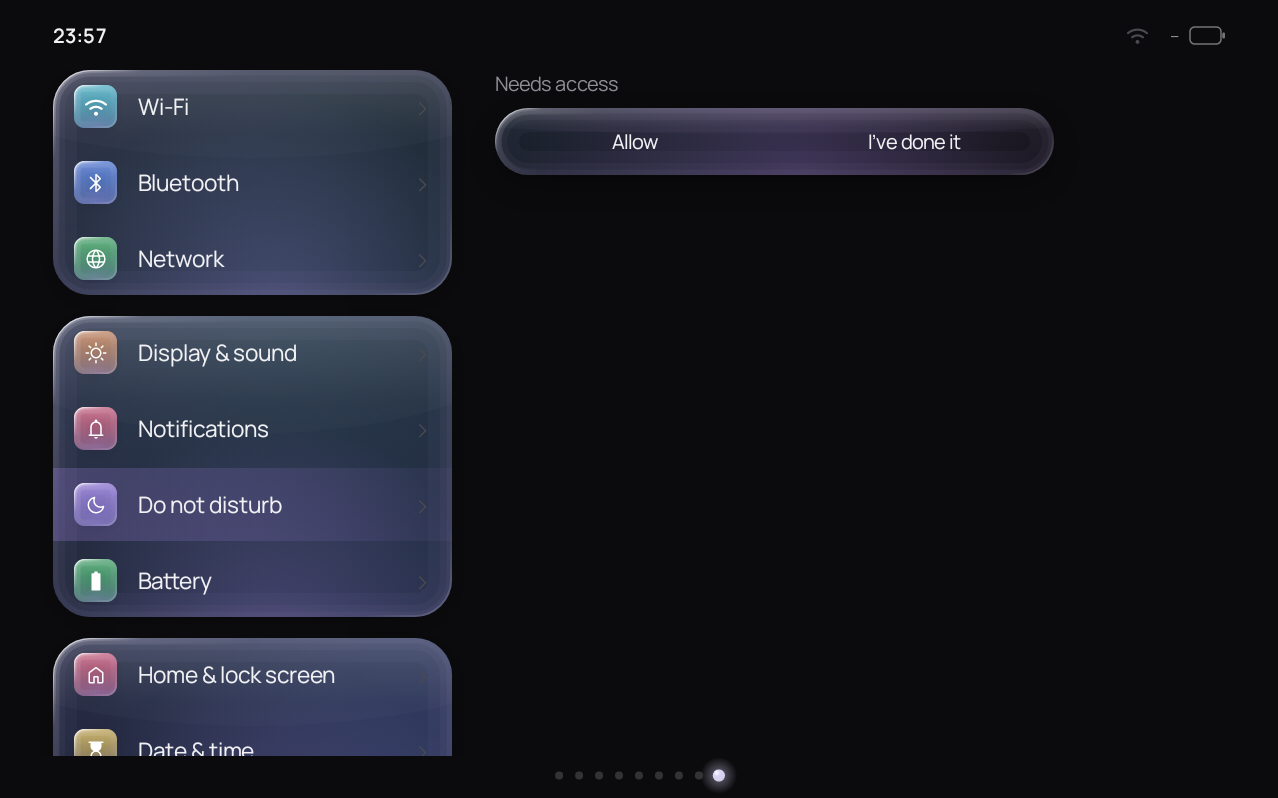 23:57
–
Wi-Fi
Bluetooth
Network
Display & sound
Notifications
Do not disturb
Battery
Home & lock screen
Date & time
Needs access
Allow
I've done it